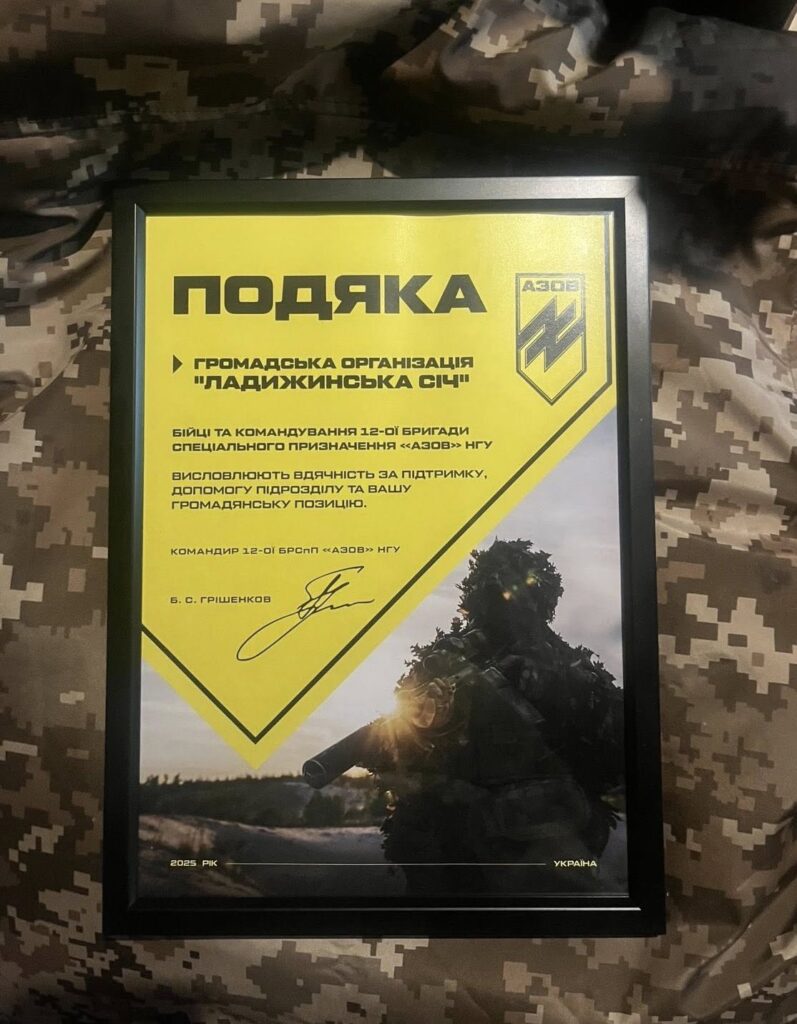 ПОДЯКА
АЗОВ
ГРОМАДСЬКА ОРГАНІЗАЦІЯ
"ЛАДИЖИНСЬКА СІЧ"
БІЙЦІ ТА КОМАНДУВАННЯ 12-ОЇ БРИГАДИ
СПЕЦІАЛЬНОГО ПРИЗНАЧЕННЯ «АЗОВ» НГУ
ВИСЛОВЛЮЮТЬ ВДЯЧНІСТЬ ЗА ПІДТРИМКУ,
ДОПОМОГУ ПІДРОЗДІЛУ ТА ВАШУ
ГРОМАДЯНСЬКУ ПОЗИЦІЮ.
КОМАНДИР 12-ОЇ БРСпП «АЗОВ» НГУ
Б. С. ГРІШЕНКОВ
2025 РІК
УКРАЇНА